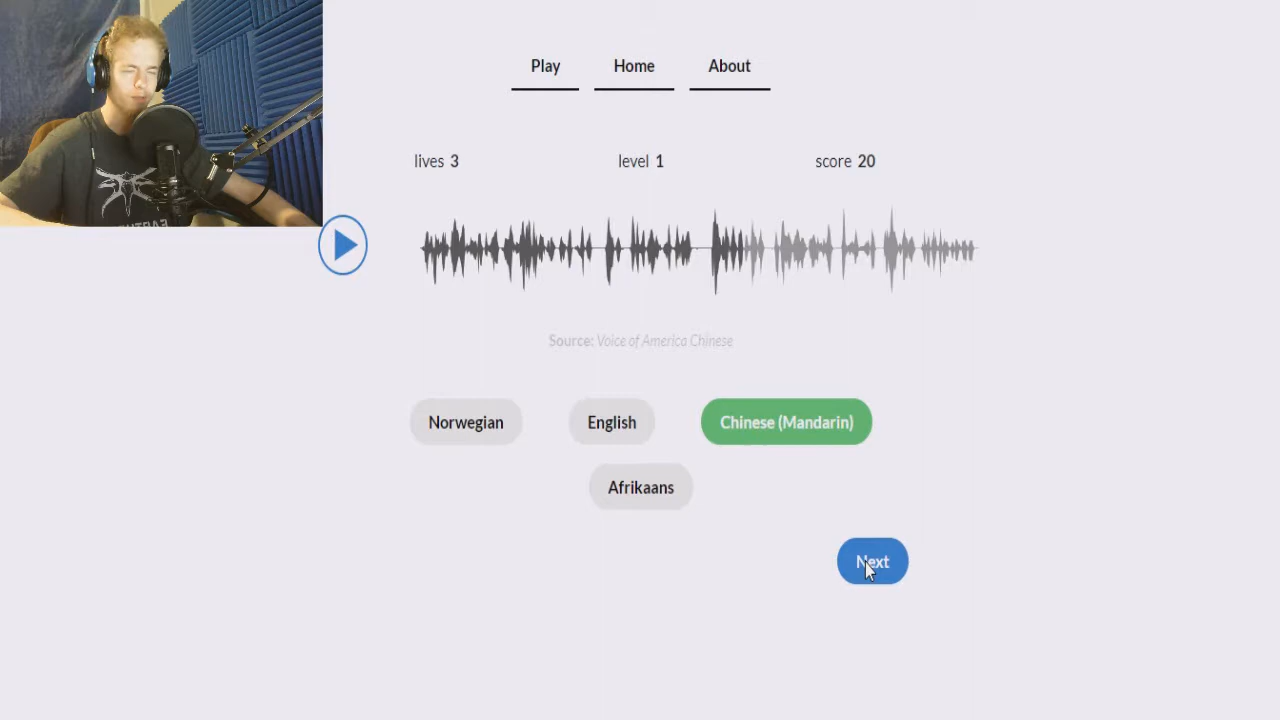 Play Home About
lives 3 level 1 score 20
Source: Voice of America Chinese
Norwegian English Chinese (Mandarin)
Afrikaans
Next